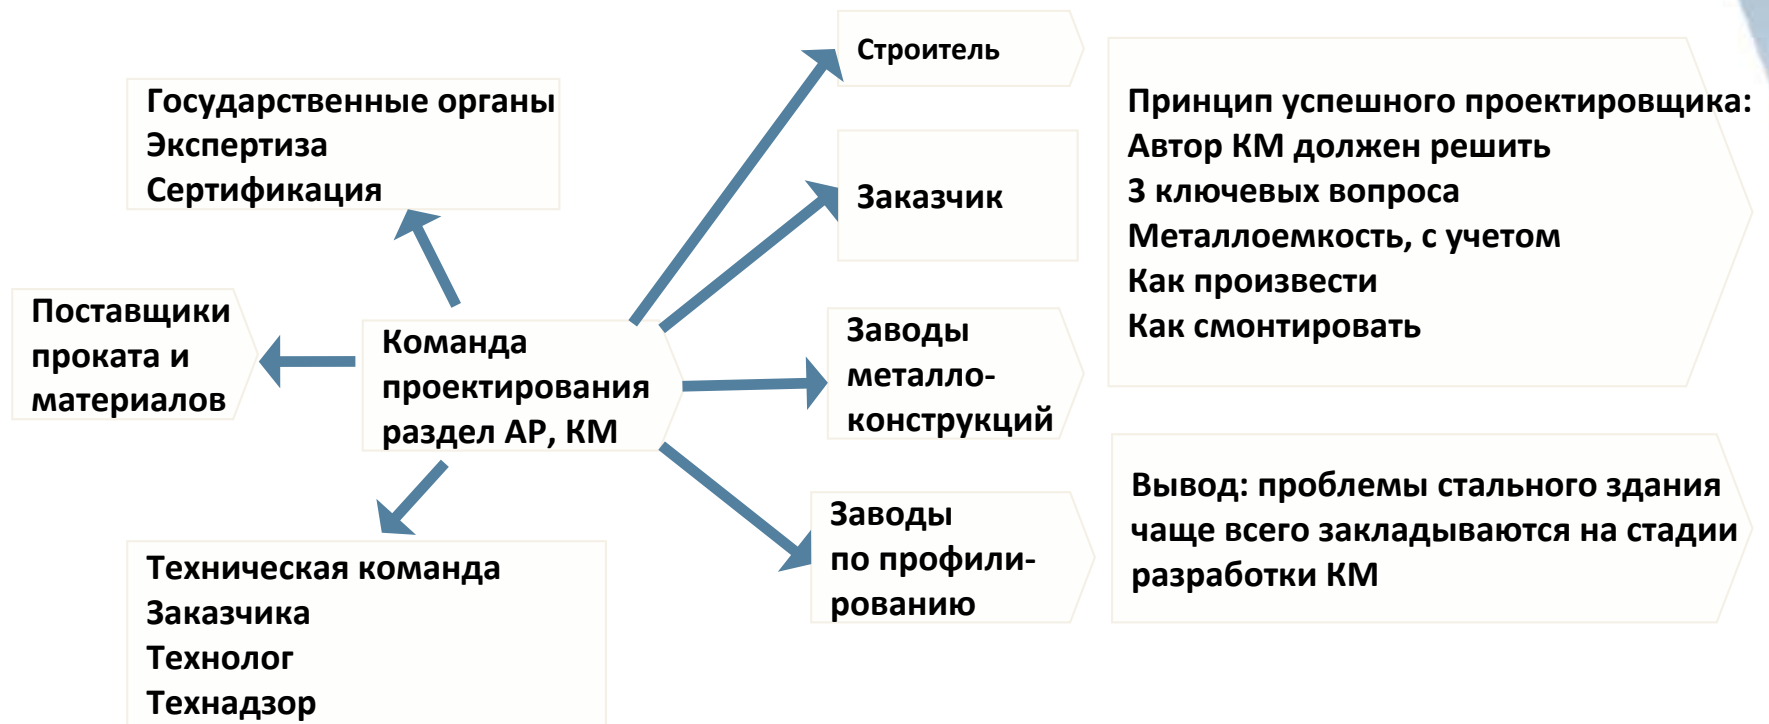 Строитель
Государственные органы
Экспертиза
Сертификация
Заказчик
Поставщики
проката и
материалов
Команда
проектирования
раздел АР, КМ
Заводы
металло-
конструкций
Заводы
по профили-
рованию
Техническая команда
Заказчика
Технолог
Технадзор
Принцип успешного проектировщика:
Автор КМ должен решить
3 ключевых вопроса
Металлоемкость, с учетом
Как произвести
Как смонтировать
Вывод: проблемы стального здания
чаще всего закладываются на стадии
разработки КМ